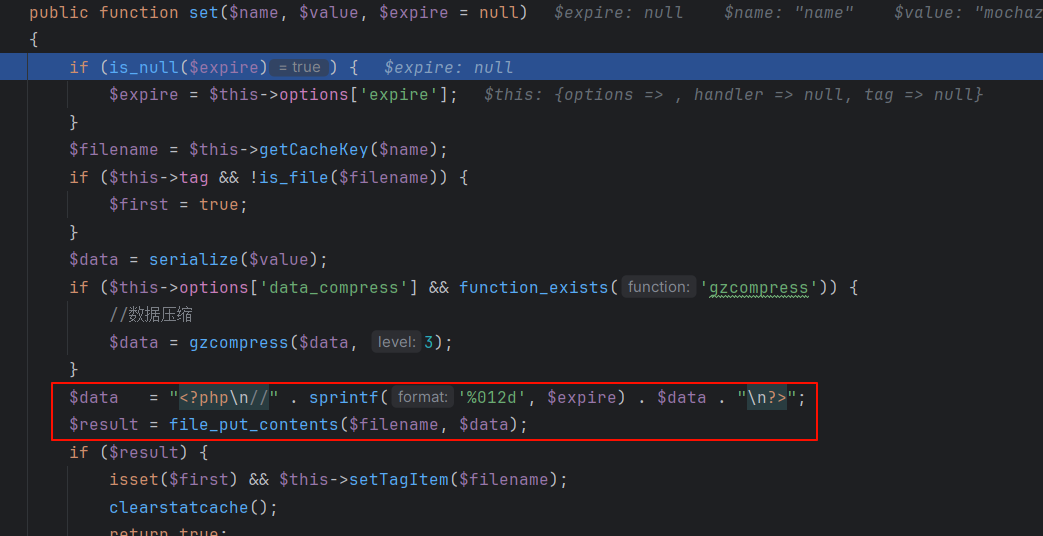 public function set($name, $value, $expire = null)   $expire: null   $name: "name"   $value: "mochaz
{
    if (is_null($expire) = true ) {   $expire: null
        $expire = $this->options['expire'];   $this: {options => , handler => null, tag => null}
    }
    $filename = $this->getCacheKey($name);
    if ($this->tag && !is_file($filename)) {
        $first = true;
    }
    $data = serialize($value);
    if ($this->options['data_compress'] && function_exists( function: 'gzcompress')) {
        //数据压缩
        $data = gzcompress($data, level: 3);
    }
    $data   = "<?php\n//" . sprintf( format: '%012d', $expire) . $data . "\n?>";
    $result = file_put_contents($filename, $data);
    if ($result) {
        isset($first) && $this->setTagItem($filename);
        clearstatcache();
        return true;